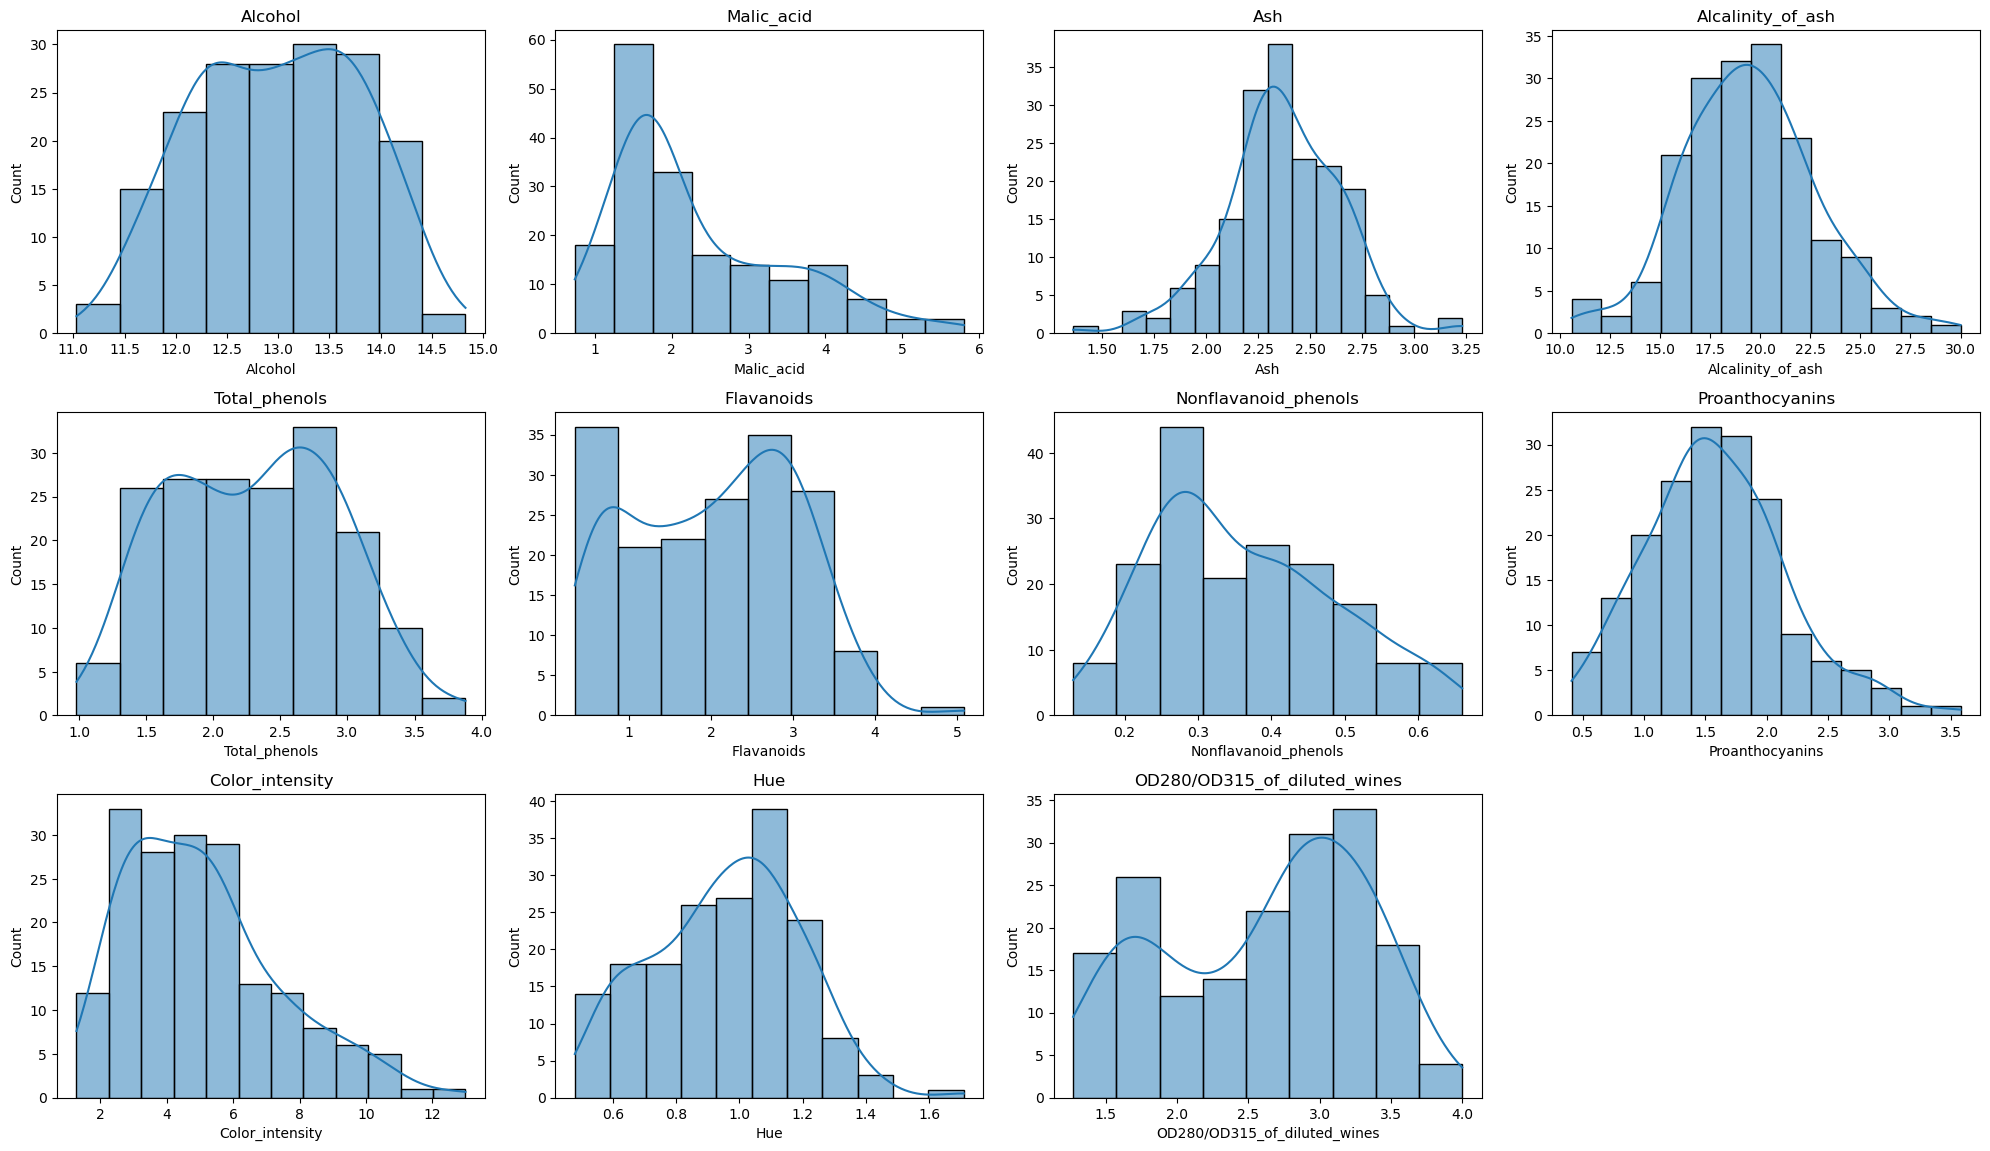 Alcohol
Count
30
25
20
15
10
5
0
11.0 11.5 12.0 12.5 13.0 13.5 14.0 14.5 15.0
Alcohol
Malic_acid
Count
60
50
40
30
20
10
0
1 2 3 4 5 6
Malic_acid
Ash
Count
35
30
25
20
15
10
5
0
1.50 1.75 2.00 2.25 2.50 2.75 3.00 3.25
Ash
Alcalinity_of_ash
Count
35
30
25
20
15
10
5
0
10.0 12.5 15.0 17.5 20.0 22.5 25.0 27.5 30.0
Alcalinity_of_ash
Total_phenols
Count
30
25
20
15
10
5
0
1.0 1.5 2.0 2.5 3.0 3.5 4.0
Total_phenols
Flavanoids
Count
35
30
25
20
15
10
5
0
1 2 3 4 5
Flavanoids
Nonflavanoid_phenols
Count
40
30
20
10
0
0.2 0.3 0.4 0.5 0.6
Nonflavanoid_phenols
Proanthocyanins
Count
30
25
20
15
10
5
0
0.5 1.0 1.5 2.0 2.5 3.0 3.5
Proanthocyanins
Color_intensity
Count
30
25
20
15
10
5
0
2 4 6 8 10 12
Color_intensity
Hue
Count
40
35
30
25
20
15
10
5
0
0.6 0.8 1.0 1.2 1.4 1.6
Hue
OD280/OD315_of_diluted_wines
Count
35
30
25
20
15
10
5
0
1.5 2.0 2.5 3.0 3.5 4.0
OD280/OD315_of_diluted_wines